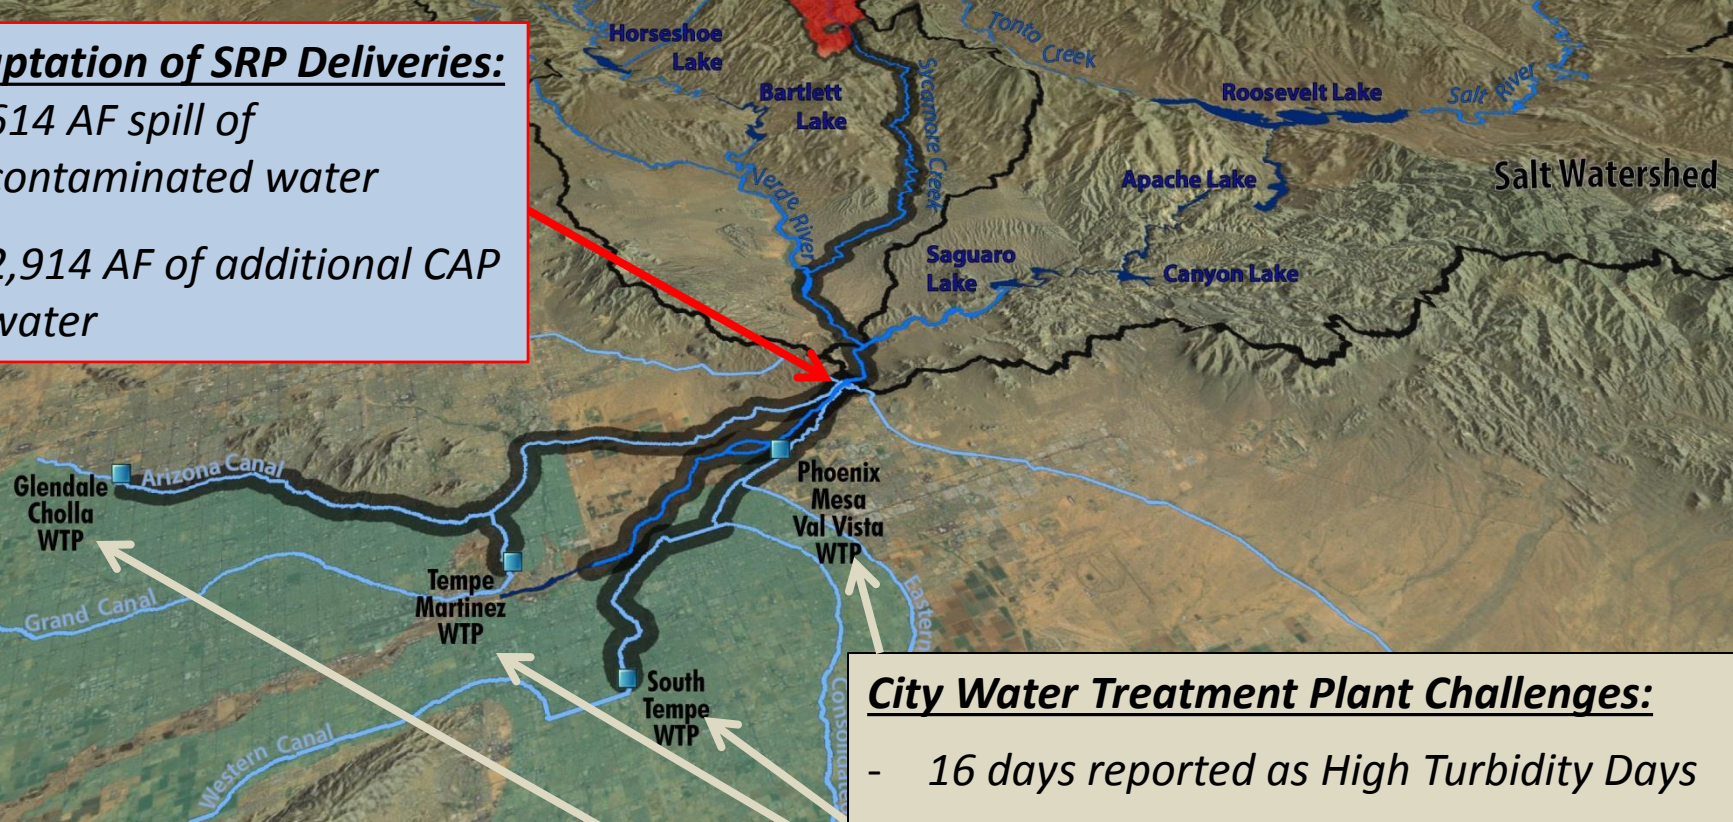 ptation of SRP Deliveries:
614 AF spill of
contaminated water
2,914 AF of additional CAP
water
Horseshoe
Lake
Bartlett
Lake
Verde River
Sycamore Creek
Tonto
Creek
Roosevelt Lake
Salt River
Apache Lake
Salt Watershed
Saguaro
Lake
Canyon Lake
Arizona Canal
Glendale
Cholla
WTP
Phoenix
Mesa
Val Vista
WTP
Tempe
Martinez
WTP
Grand Canal
Eastern
South
Tempe
WTP
Western Canal
Consolidated
City Water Treatment Plant Challenges:
- 16 days reported as High Turbidity Days